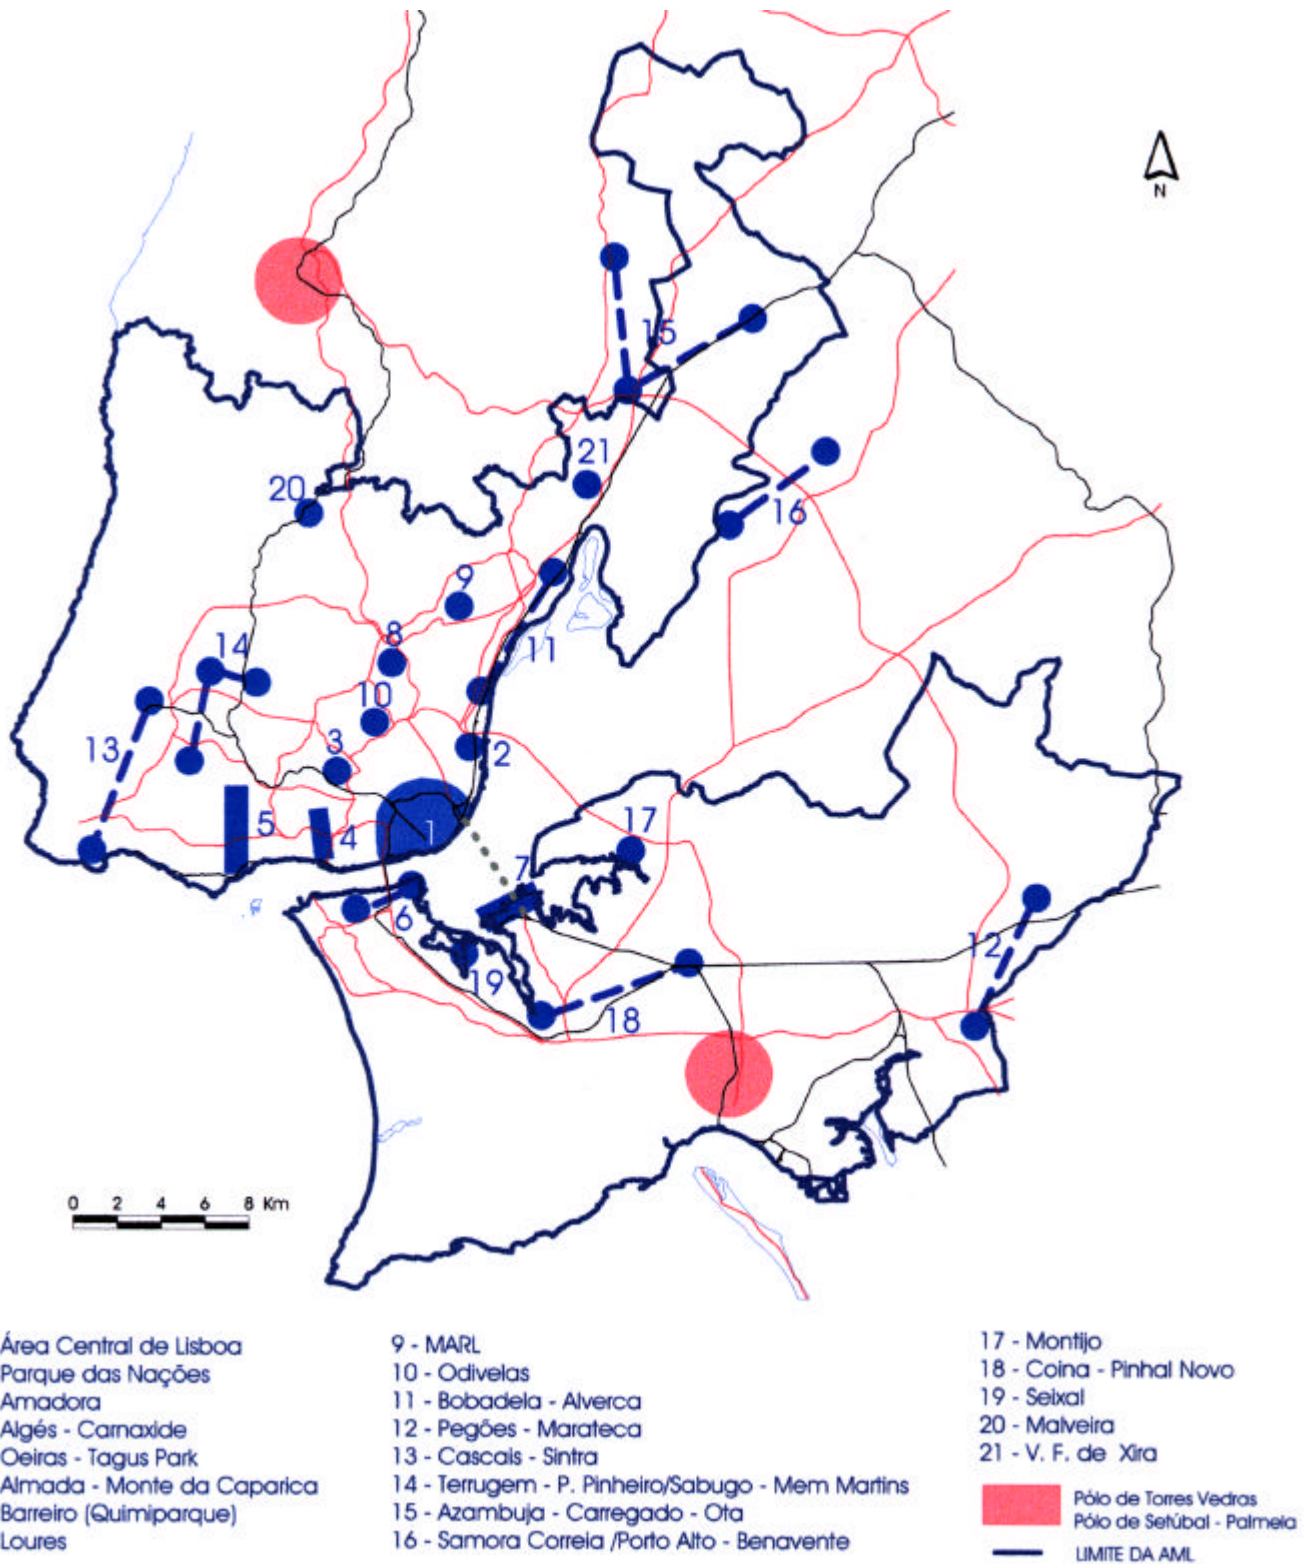 N
15
21
20
16
9
11
8
14
10
13
3
2
5
4
1
17
7
6
12
19
18
0 2 4 6 8 Km
Área Central de Lisboa
Parque das Nações
Amadora
Algés - Carnaxide
Oeiras - Tagus Park
Almada - Monte da Caparica
Barreiro (Quimiparque)
Loures
9 - MARL
10 - Odivelas
11 - Bobadela - Alverca
12 - Pegões - Marateca
13 - Cascais - Sintra
14 - Terrugem - P. Pinheiro/Sabugo - Mem Martins
15 - Azambuja - Carregado - Ota
16 - Samora Correia /Porto Alto - Benavente
17 - Montijo
18 - Coina - Pinhal Novo
19 - Seixal
20 - Malveira
21 - V. F. de Xira
Pólo de Torres Vedras
Pólo de Setúbal - Palmela
LIMITE DA AML